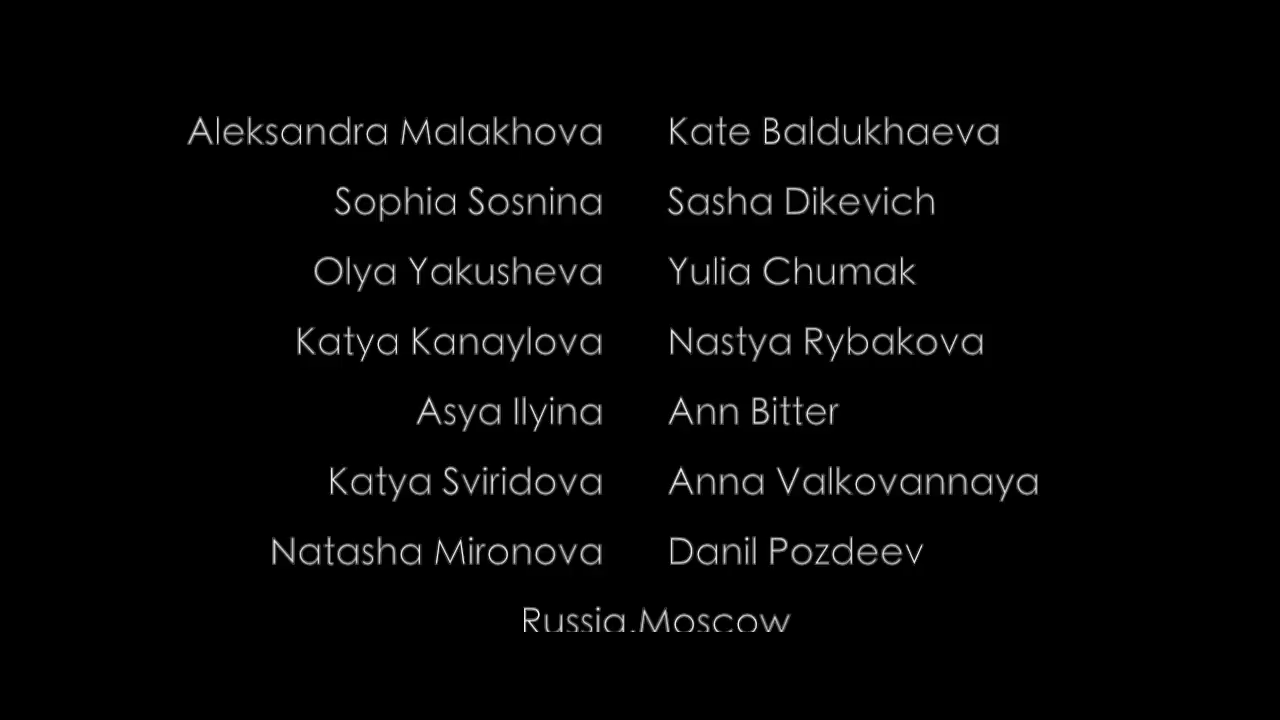 Aleksandra Malakhova Kate Baldukhaeva
Sophia Sosnina Sasha Dikevich
Olya Yakusheva Yulia Chumak
Katya Kanaylova Nastya Rybakova
Asya Ilyina Ann Bitter
Katya Sviridova Anna Valkovannaya
Natasha Mironova Danil Pozdeev
Russia.Moscow